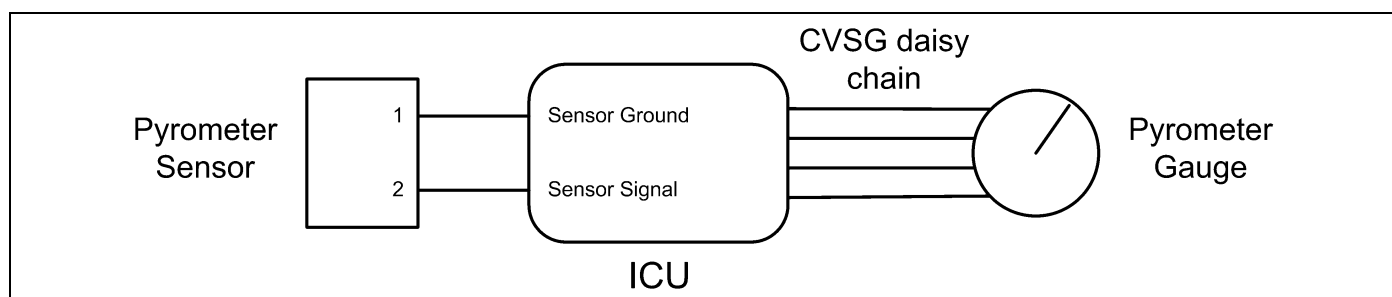 CVSG daisy
chain
Pyrometer
Sensor
1
2
Sensor Ground
Sensor Signal
ICU
Pyrometer
Gauge